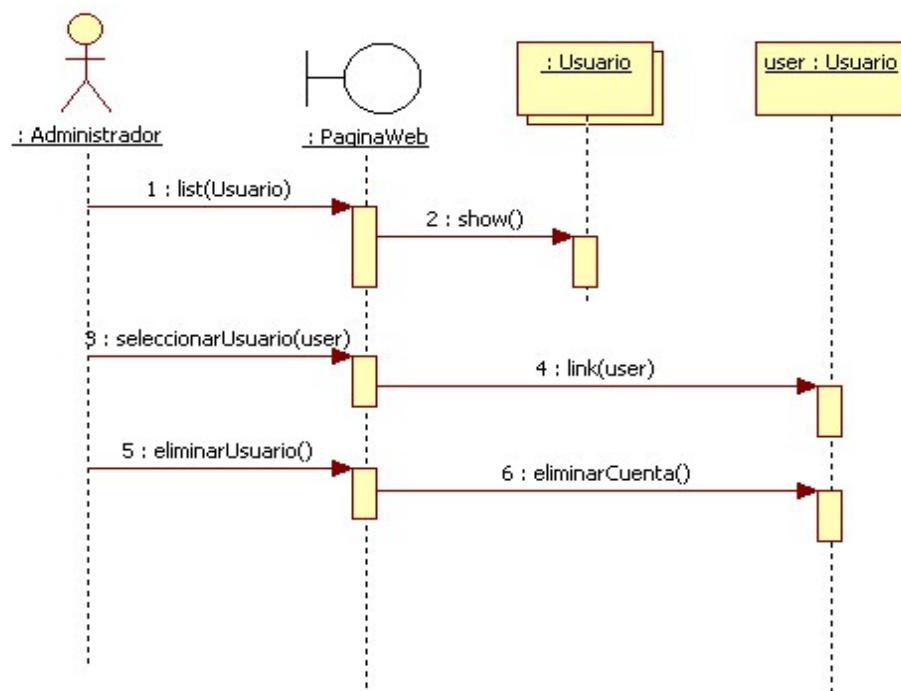 : Usuario
user : Usuario
: Administrador
: PaginaWeb
1 : list(Usuario)
2 : show()
3 : seleccionarUsuario(user)
4 : link(user)
5 : eliminarUsuario()
6 : eliminarCuenta()